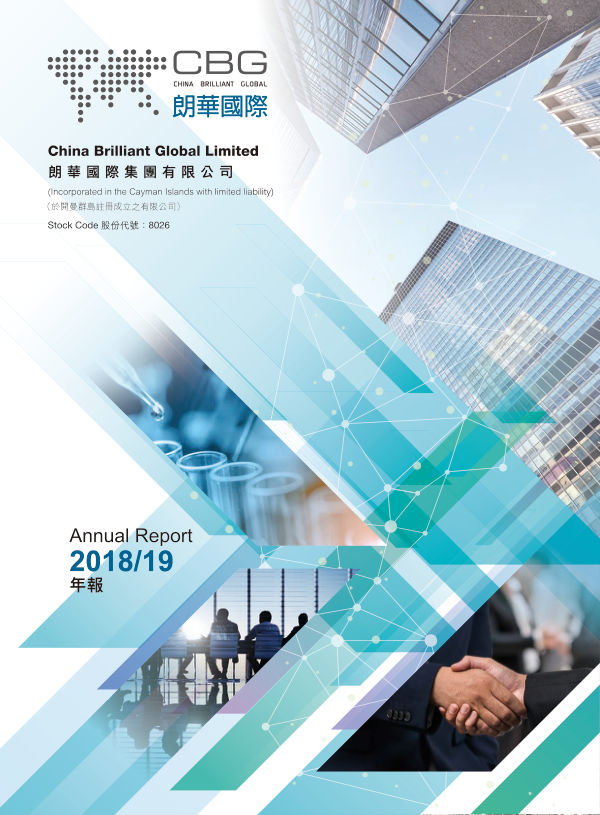 CBG
CHINA BRILLIANT GLOBAL
朗華國際
China Brilliant Global Limited
朗華國際集團有限公司
(Incorporated in the Cayman Islands with limited liability)
(於開曼群島註冊成立之有限公司)
Stock Code 股份代號：8026
Annual Report
2018/19
年報